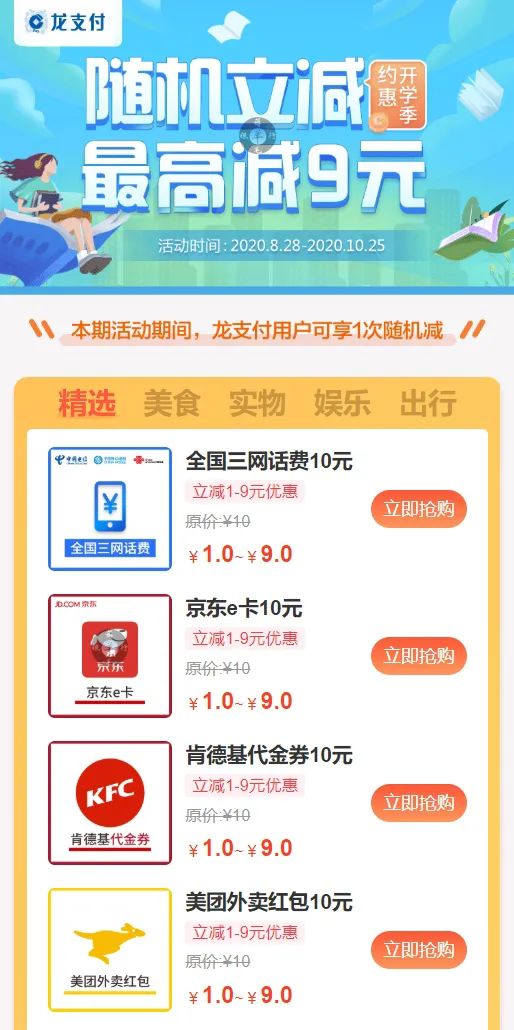 龙支付
随机立减
约惠
开学季
最高减9元
活动时间:2020.8.28-2020.10.25
本期活动期间，龙支付用户可享1次随机减
精选 美食 实物 娱乐 出行
中国电信
全国三网话费
全国三网话费10元
立减1-9元优惠
原价:¥10
¥1.0~¥9.0
立即抢购
JD.COM 京东
京东
京东e卡
京东e卡10元
立减1-9元优惠
原价:¥10
¥1.0~¥9.0
立即抢购
KFC
肯德基代金券
肯德基代金券10元
立减1-9元优惠
原价:¥10
¥1.0~¥9.0
立即抢购
美团外卖红包
美团外卖红包10元
立减1-9元优惠
原价:¥10
¥1.0~¥9.0
立即抢购